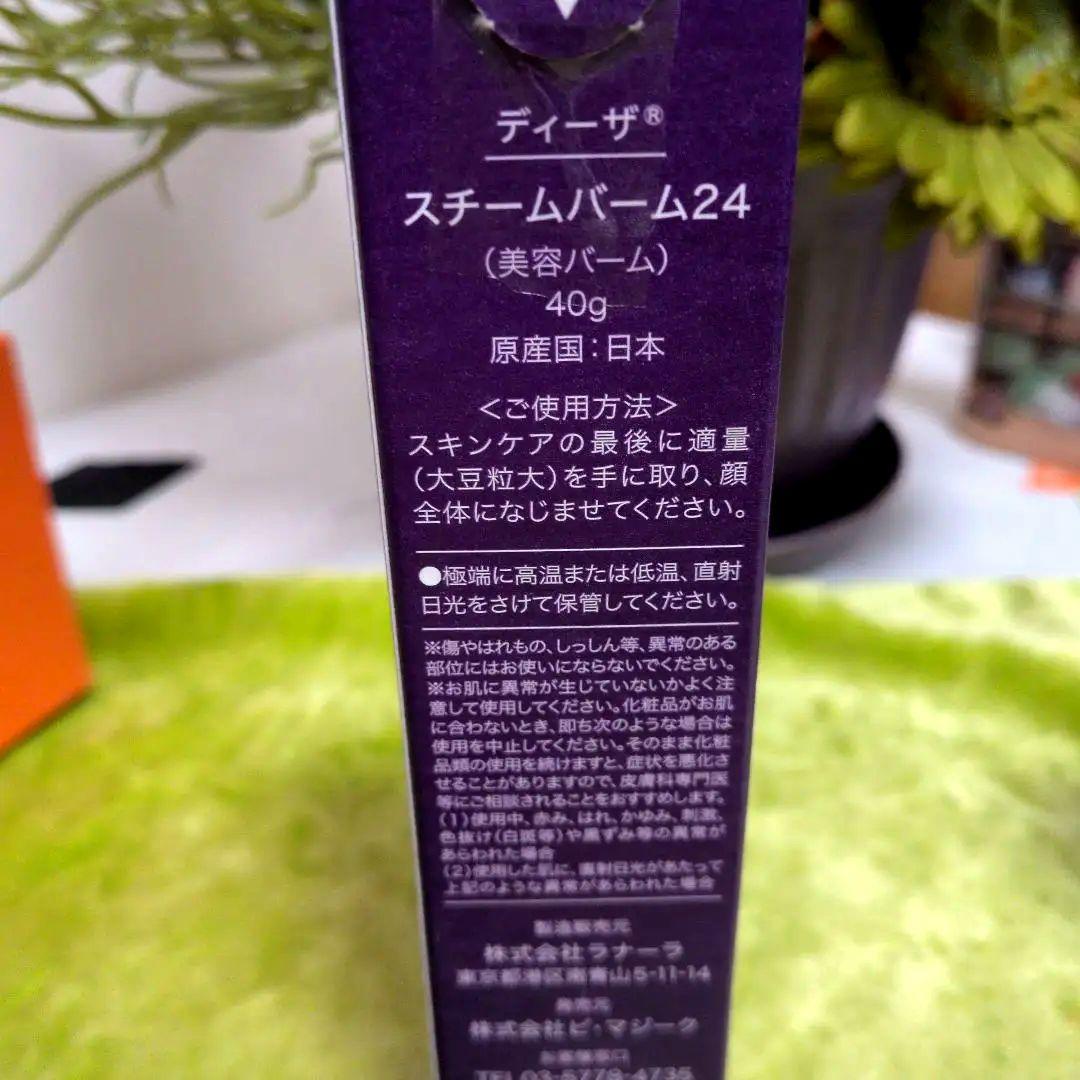 ディーザ®
スチームバーム24
(美容バーム)
40g
原産国:日本
<ご使用方法>
スキンケアの最後に適量
(大豆粒大)を手に取り、顔
全体になじませてください。
●極端に高温または低温、直射
日光をさけて保管してください。
※傷やはれもの、しっしん等、異常のある
部位にはお使いにならないでください。
※お肌に異常が生じていないかよく注
意して使用してください。化粧品がお肌
に合わないとき、即ち次のような場合は
使用を中止してください。そのまま化粧
品類の使用を続けますと、症状を悪化さ
せることがありますので、皮膚科専門医
等にご相談されることをおすすめします。
(1)使用中、赤み、はれ、かゆみ、刺激、
色抜け(白斑等)や黒ずみ等の異常が
あらわれた場合
(2)使用した肌に、直射日光があたって
上記のような異常があらわれた場合
製造販売元
株式会社ラナーラ
東京都港区南青山5-11-14
発売元
株式会社ビ・マジーク
お客様窓口
TEL 03-5778-4735